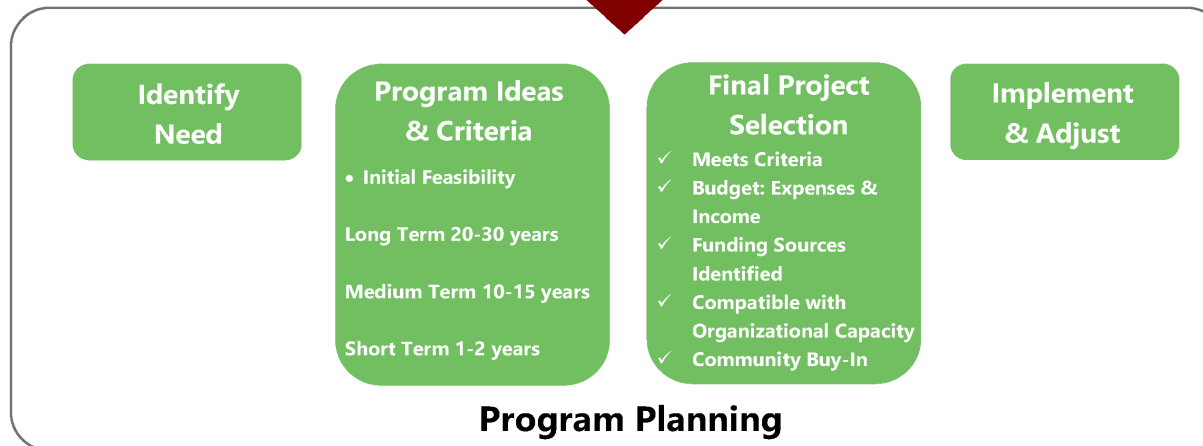 Identify
Need
Program Ideas
& Criteria
• Initial Feasibility
Long Term 20-30 years
Medium Term 10-15 years
Short Term 1-2 years
Final Project
Selection
✓ Meets Criteria
✓ Budget: Expenses &
Income
✓ Funding Sources
Identified
✓ Compatible with
Organizational Capacity
✓ Community Buy-In
Implement
& Adjust
Program Planning